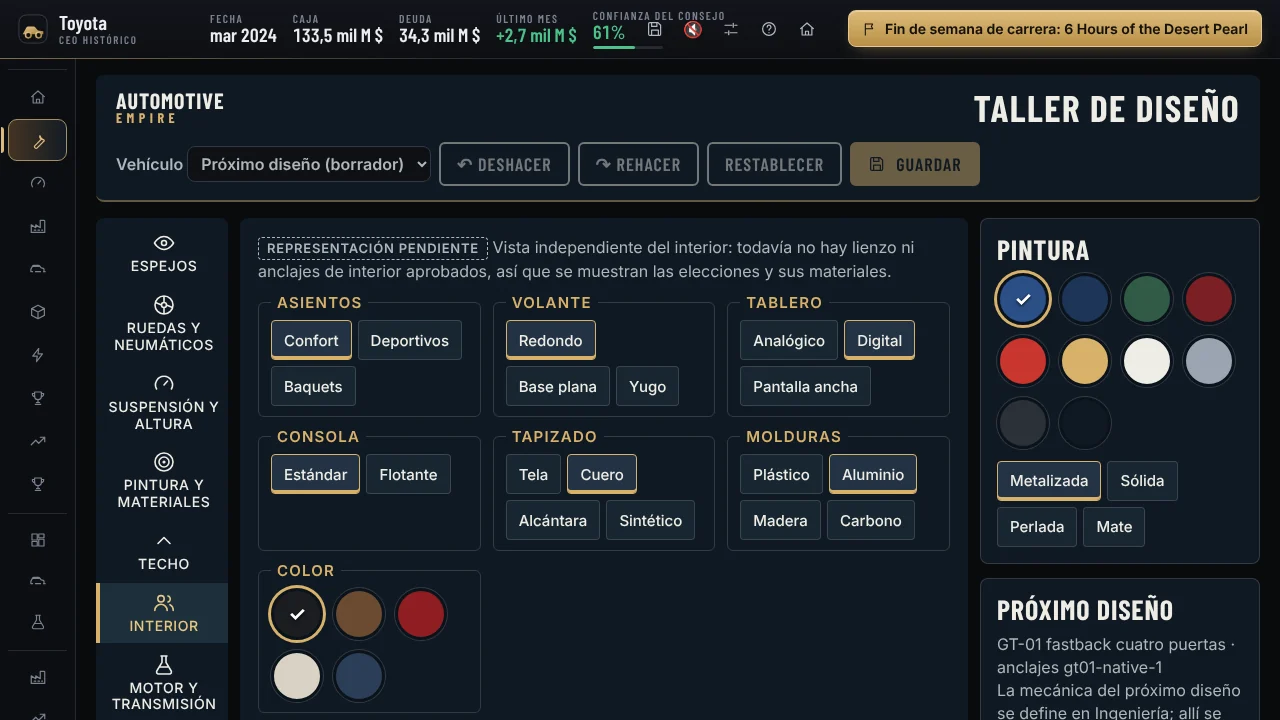 Toyota
CEO HISTÓRICO
FECHA
mar 2024
CAJA
133,5 mil M $
DEUDA
34,3 mil M $
ÚLTIMO MES
+2,7 mil M $
CONFIANZA DEL CONSEJO
61%
Fin de semana de carrera: 6 Hours of the Desert Pearl
AUTOMOTIVE
EMPIRE
TALLER DE DISEÑO
Vehículo
Próximo diseño (borrador)
↶ DESHACER
↷ REHACER
RESTABLECER
GUARDAR
ESPEJOS
RUEDAS Y
NEUMÁTICOS
SUSPENSIÓN Y
ALTURA
PINTURA Y
MATERIALES
TECHO
INTERIOR
MOTOR Y
TRANSMISIÓN
REPRESENTACIÓN PENDIENTE Vista independiente del interior: todavía no hay lienzo ni
anclajes de interior aprobados, así que se muestran las elecciones y sus materiales.
ASIENTOS
Confort
Deportivos
Baquets
VOLANTE
Redondo
Base plana
Yugo
TABLERO
Analógico
Digital
Pantalla ancha
CONSOLA
Estándar
Flotante
TAPIZADO
Tela
Cuero
Alcántara
Sintético
MOLDURAS
Plástico
Aluminio
Madera
Carbono
COLOR
PINTURA
Metalizada
Sólida
Perlada
Mate
PRÓXIMO DISEÑO
GT-01 fastback cuatro puertas ·
anclajes gt01-native-1
La mecánica del próximo diseño
se define en Ingeniería; allí se